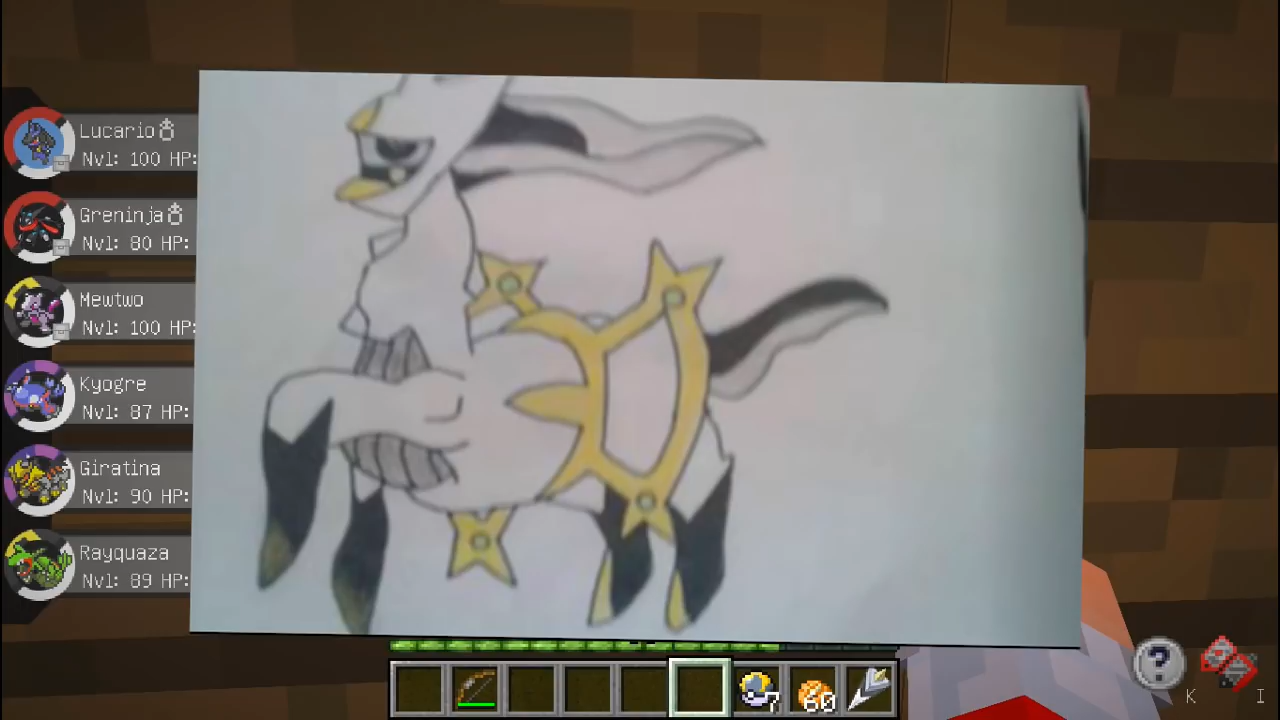 Lucario
Nvl: 100 HP:
Greninja
Nvl: 80 HP:
Mewtwo
Nvl: 100 HP:
Kyogre
Nvl: 87 HP:
Giratina
Nvl: 90 HP:
Rayquaza
Nvl: 89 HP:
7
60
?
K
I